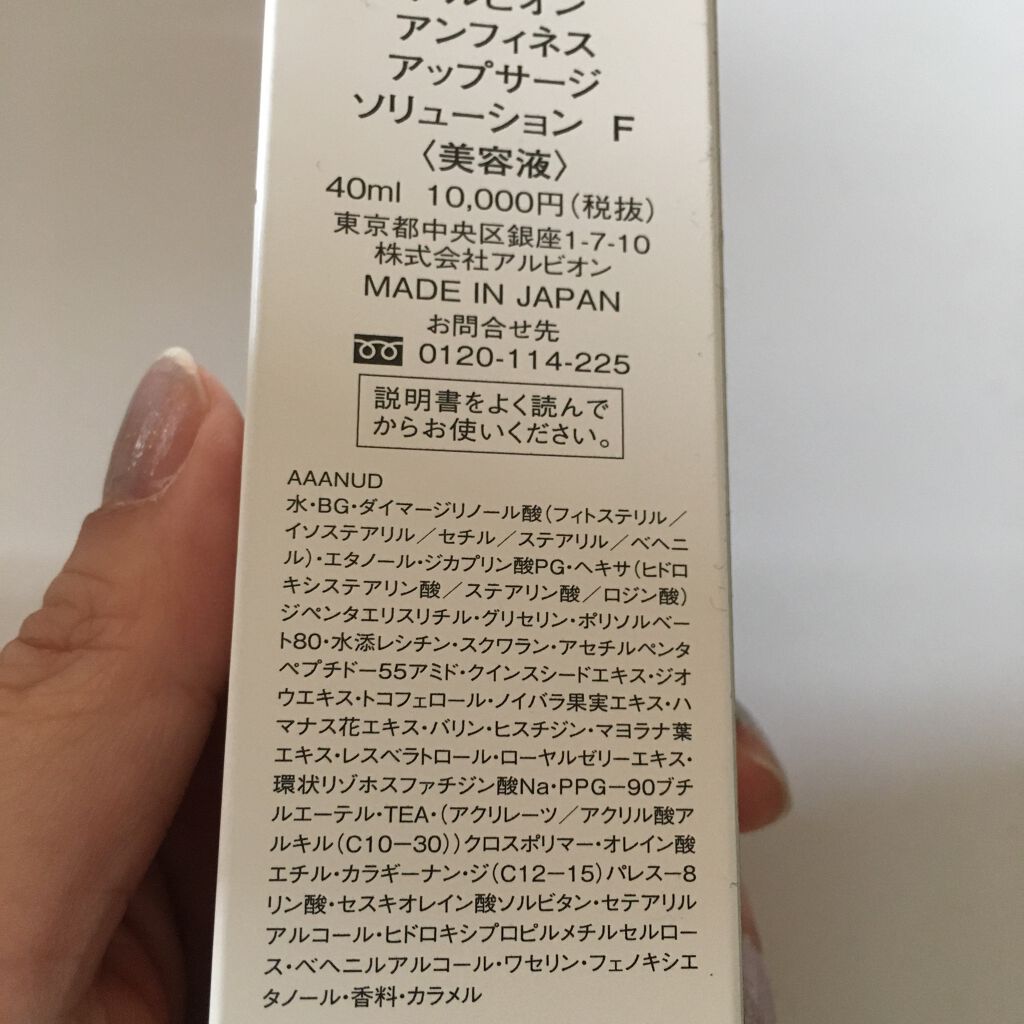 アルビオン
アンフィネス
アップサージ
ソリューション F
〈美容液〉
40ml 10,000円(税抜)
東京都中央区銀座1-7-10
株式会社アルビオン
MADE IN JAPAN
お問合せ先
0120-114-225
説明書をよく読んで
からお使いください。
AAANUD
水・BG・ダイマージリノール酸(フィトステリル／
イソステアリル／セチル／ステアリル／ベヘニ
ル)・エタノール・ジカプリン酸PG・ヘキサ(ヒドロ
キシステアリン酸／ステアリン酸／ロジン酸)
ジペンタエリスリチル・グリセリン・ポリソルベー
ト80・水添レシチン・スクワラン・アセチルペンタ
ペプチドー55アミド・クインスシードエキス・ジオ
ウエキス・トコフェロール・ノイバラ果実エキス・ハ
マナス花エキス・バリン・ヒスチジン・マヨラナ葉
エキス・レスベラトロール・ローヤルゼリーエキス・
環状リゾホスファチジン酸Na・PPG－90ブチ
ルエーテル・TEA・(アクリレーツ／アクリル酸ア
ルキル(C10－30))クロスポリマー・オレイン酸
エチル・カラギーナン・ジ(C12－15)パレス－8
リン酸・セスキオレイン酸ソルビタン・セテアリル
アルコール・ヒドロキシプロピルメチルセルロー
ス・ベヘニルアルコール・ワセリン・フェノキシエ
タノール・香料・カラメル